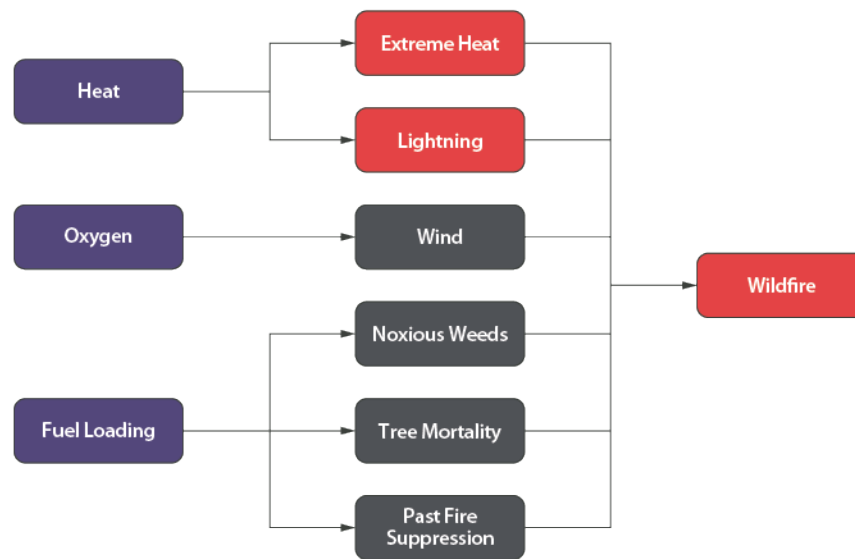 Extreme Heat
Heat
Lightning
Oxygen
Wind
Wildfire
Noxious Weeds
Fuel Loading
Tree Mortality
Past Fire
Suppression